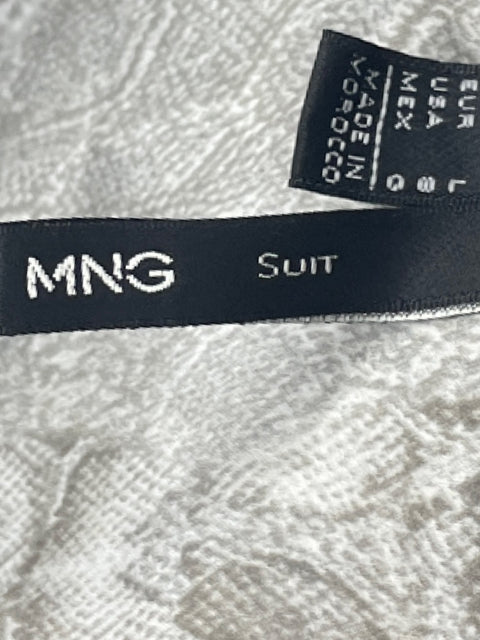 MNG SUIT
EUR L
USA 8
MEX G
MADE IN
MOROCCO